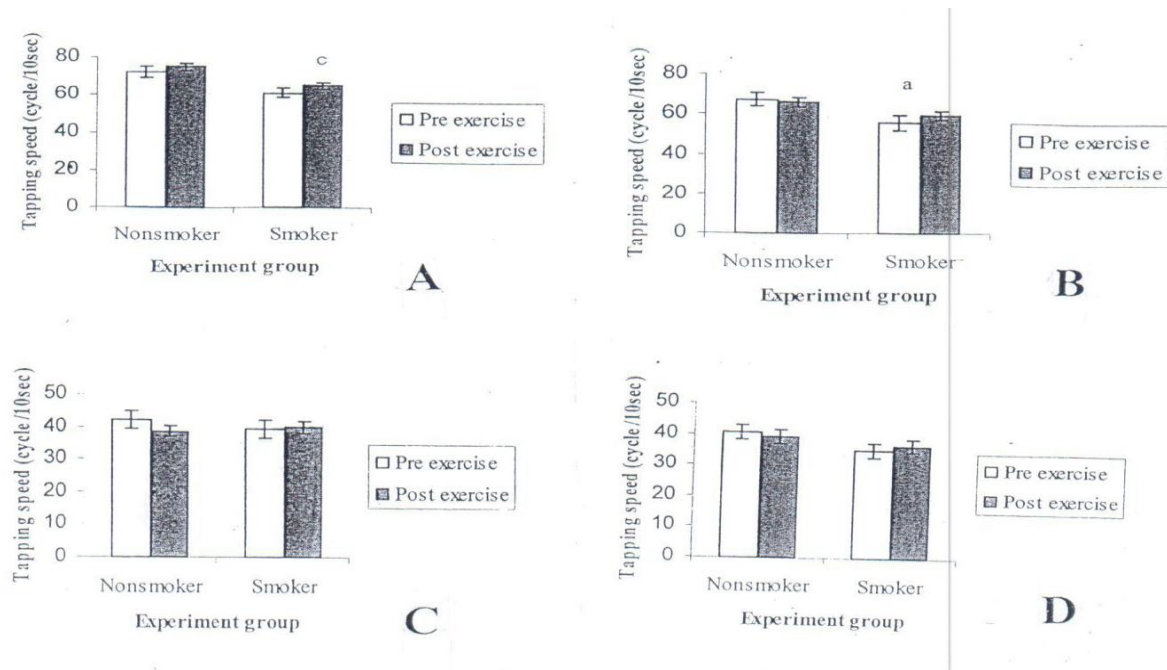 Tapping speed (cycle/10sec)
80
60
40
20
0
c
Nonsmoker
Smoker
Experiment group
Pre exercise
Post exercise
A
Tapping speed (cycle/10sec)
80
60
40
20
0
a
Nonsmoker
Smoker
Experiment group
Pre exercise
Post exercise
B
Tapping speed (cycle/10sec)
50
40
30
20
10
0
Nonsmoker
Smoker
Experiment group
Pre exercise
Post exercise
C
Tapping speed (cycle/10sec)
50
40
30
20
10
0
Nonsmoker
Smoker
Experiment group
Pre exercise
Post exercise
D